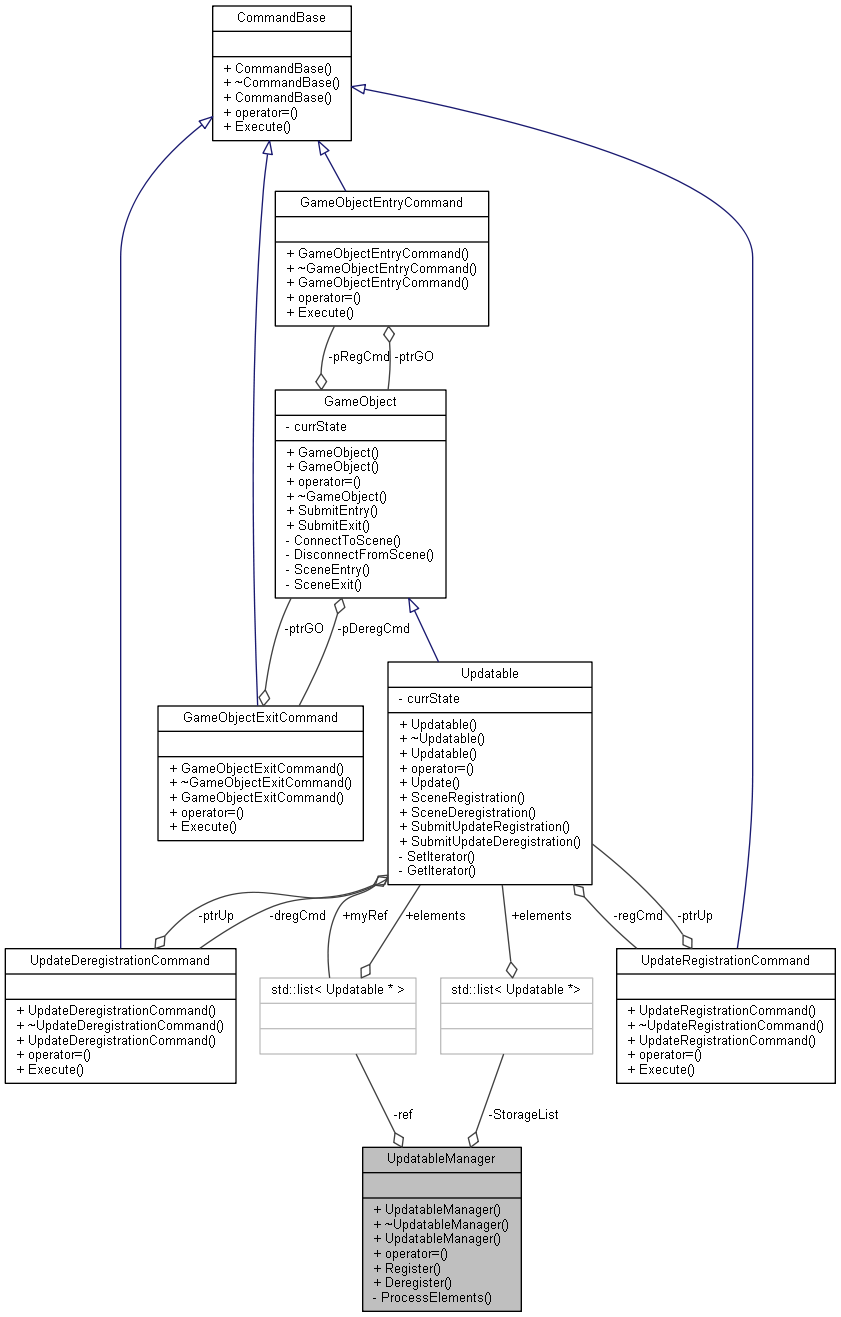 CommandBase
+ CommandBase()
+ ~CommandBase()
+ CommandBase()
+ operator=()
+ Execute()
GameObjectEntryCommand
+ GameObjectEntryCommand()
+ ~GameObjectEntryCommand()
+ GameObjectEntryCommand()
+ operator=()
+ Execute()
-pRegCmd
-ptrGO
GameObject
- currState
+ GameObject()
+ GameObject()
+ operator=()
+ ~GameObject()
+ SubmitEntry()
+ SubmitExit()
- ConnectToScene()
- DisconnectFromScene()
- SceneEntry()
- SceneExit()
-ptrGO
-pDeregCmd
GameObjectExitCommand
+ GameObjectExitCommand()
+ ~GameObjectExitCommand()
+ GameObjectExitCommand()
+ operator=()
+ Execute()
Updatable
- currState
+ Updatable()
+ ~Updatable()
+ Updatable()
+ operator=()
+ Update()
+ SceneRegistration()
+ SceneDeregistration()
+ SubmitUpdateRegistration()
+ SubmitUpdateDeregistration()
- SetIterator()
- GetIterator()
-ptrUp
-dregCmd
+myRef
+elements
+elements
-regCmd
-ptrUp
UpdateDeregistrationCommand
+ UpdateDeregistrationCommand()
+ ~UpdateDeregistrationCommand()
+ UpdateDeregistrationCommand()
+ operator=()
+ Execute()
std::list< Updatable * >
std::list< Updatable *>
UpdateRegistrationCommand
+ UpdateRegistrationCommand()
+ ~UpdateRegistrationCommand()
+ UpdateRegistrationCommand()
+ operator=()
+ Execute()
-ref
-StorageList
UpdatableManager
+ UpdatableManager()
+ ~UpdatableManager()
+ UpdatableManager()
+ operator=()
+ Register()
+ Deregister()
- ProcessElements()